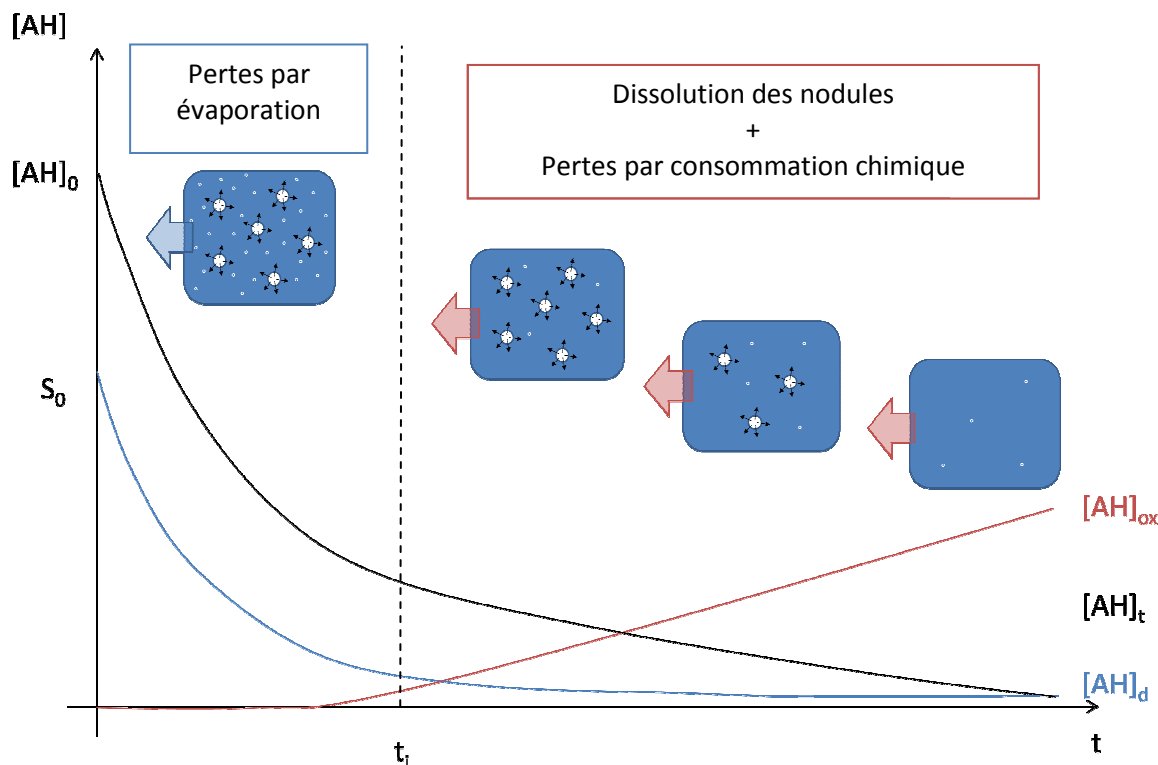 [AH]
Pertes par
évaporation
Dissolution des nodules
+
Pertes par consommation chimique
[AH]0
S0
[AH]ox
[AH]t
[AH]d
ti
t